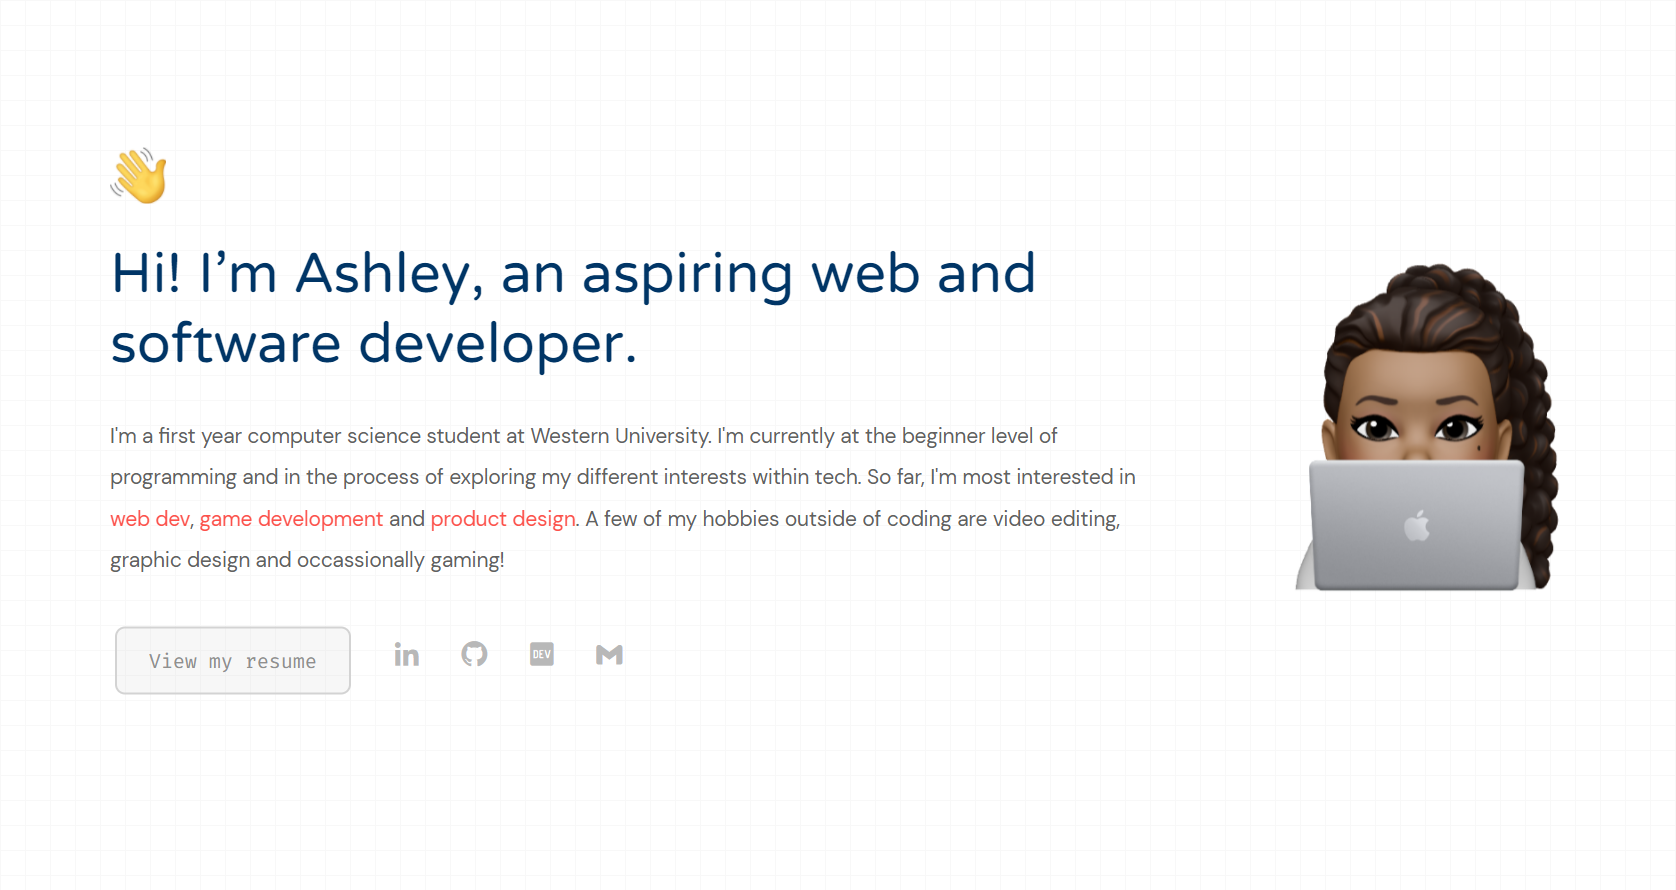 Hi! I’m Ashley, an aspiring web and
software developer.
I'm a first year computer science student at Western University. I'm currently at the beginner level of
programming and in the process of exploring my different interests within tech. So far, I'm most interested in
web dev, game development and product design. A few of my hobbies outside of coding are video editing,
graphic design and occassionally gaming!
View my resume
in
DEV